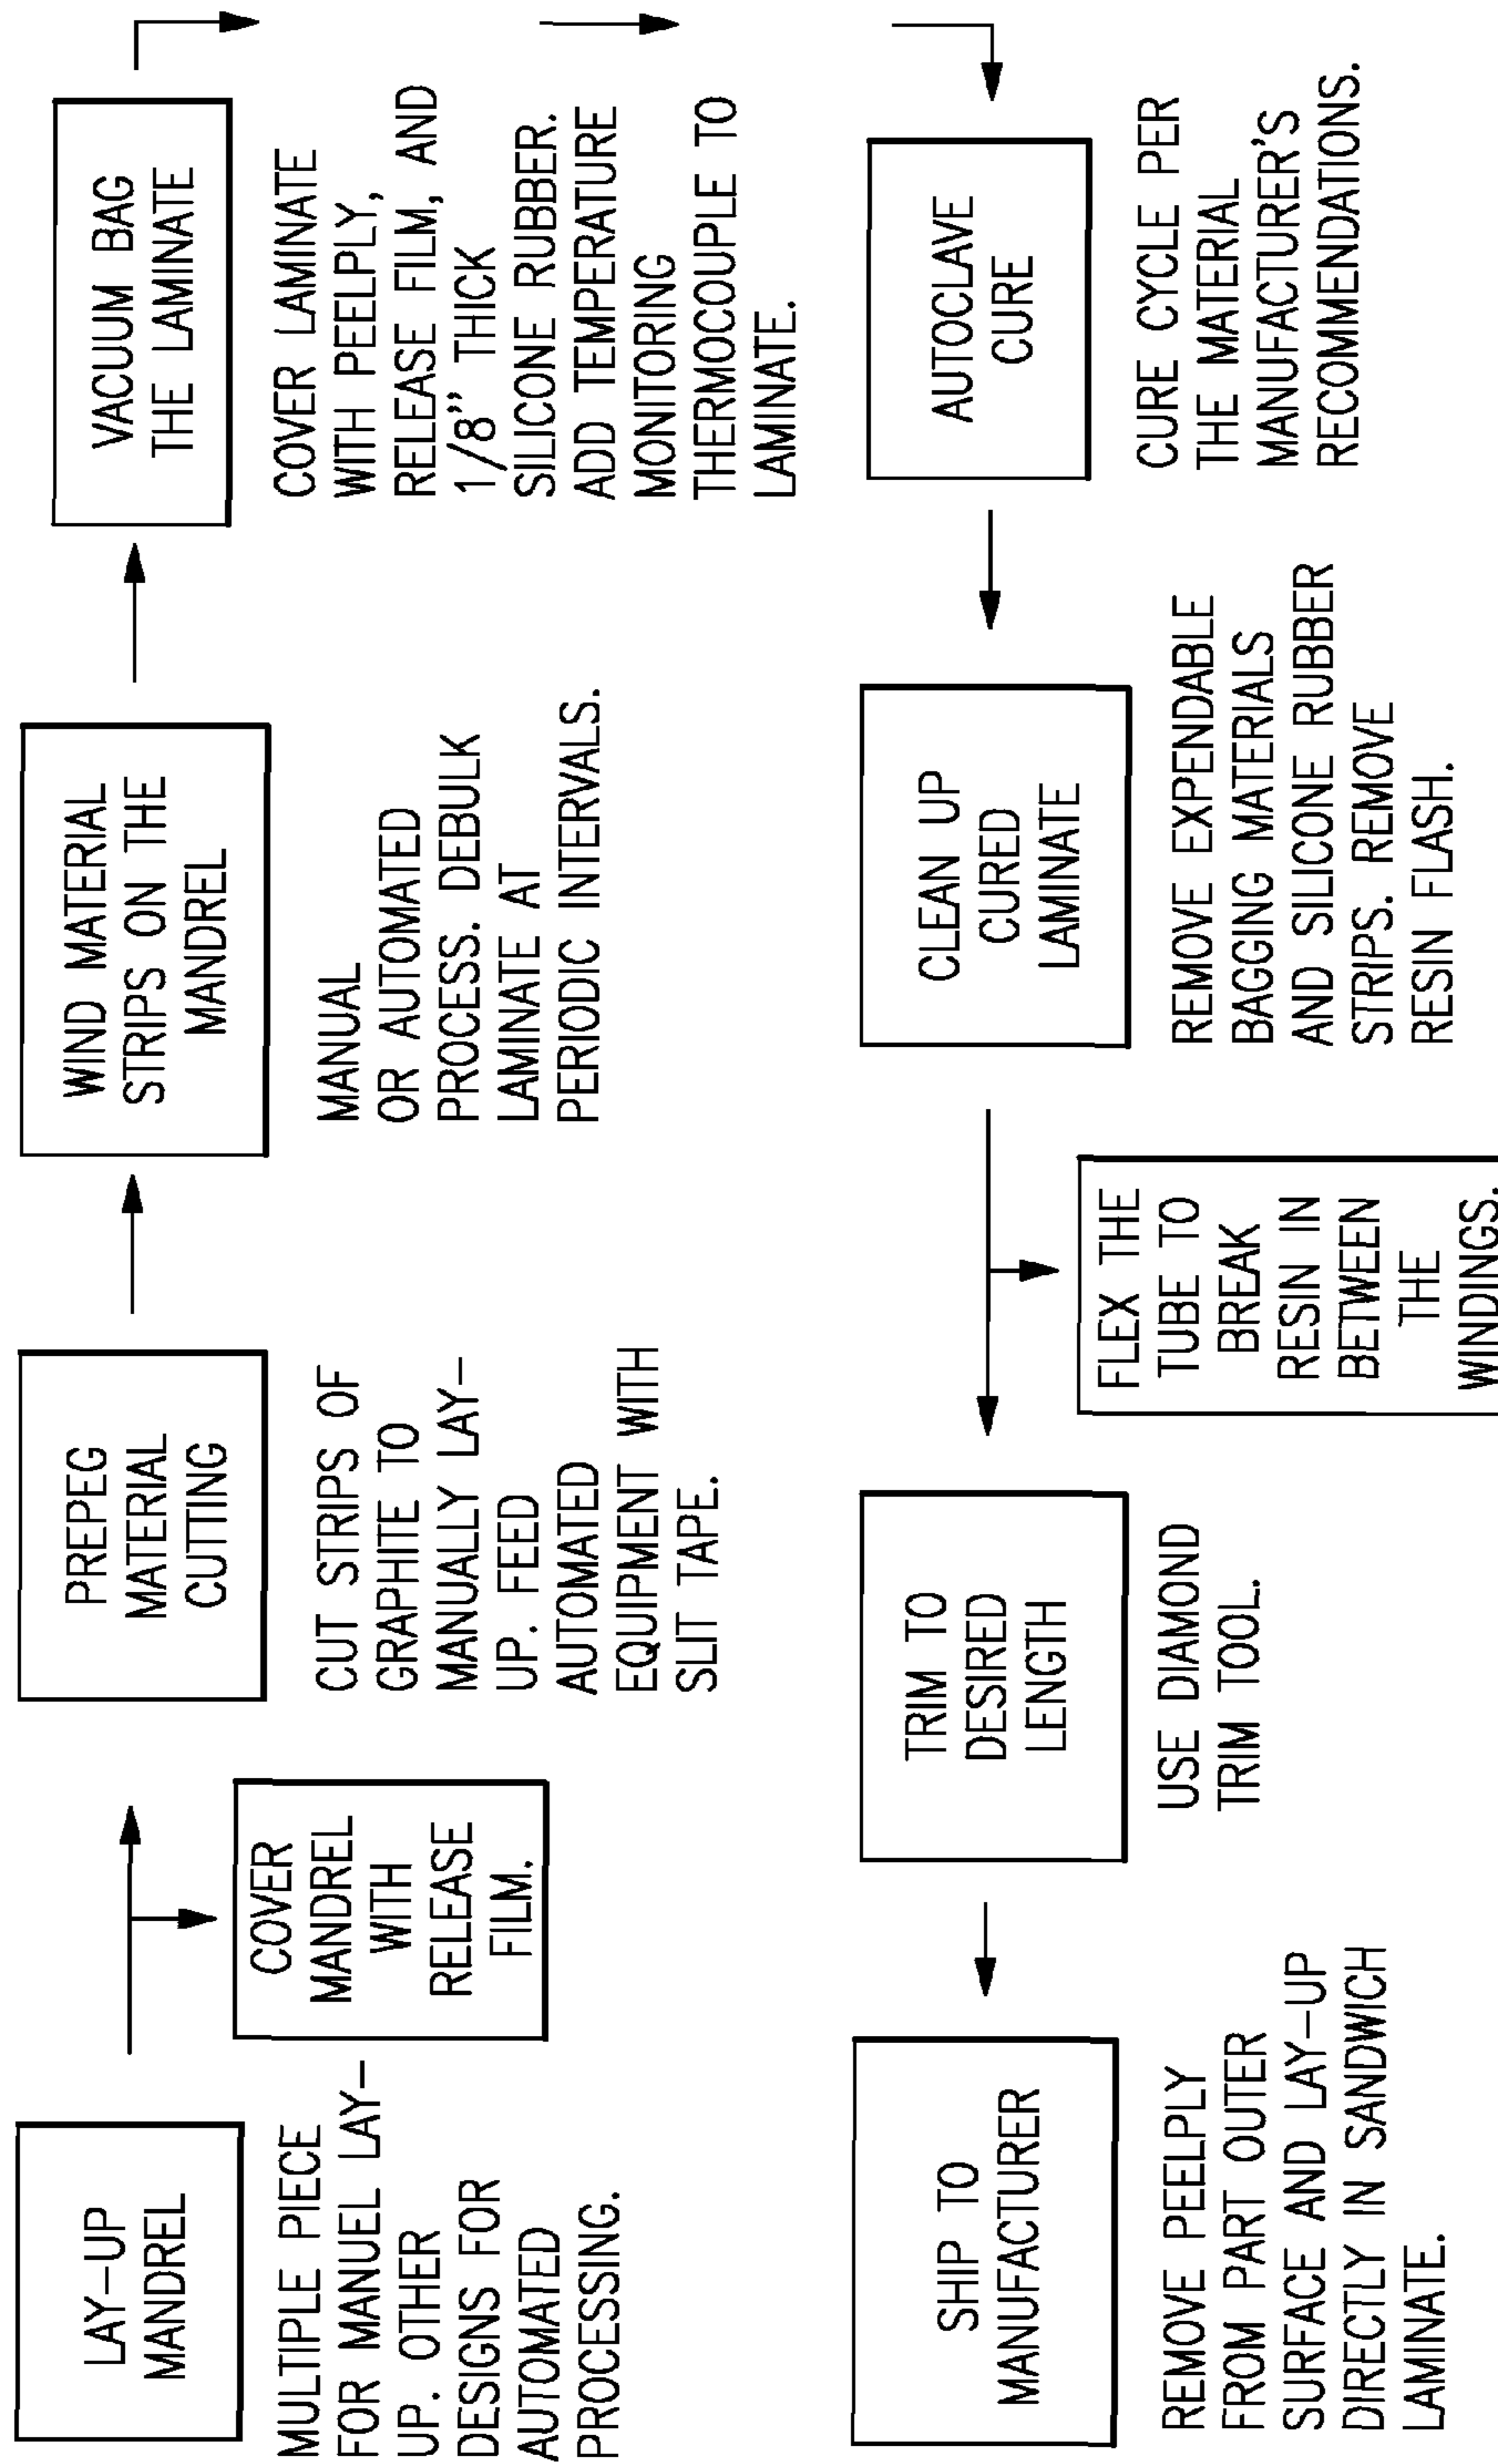 LAY-UP
MANDREL
MULTIPLE PIECE
FOR MANUEL LAY-
UP. OTHER
DESIGNS FOR
AUTOMATED
PROCESSING.
COVER
MANDREL
WITH
RELEASE
FILM.
PREPEG
MATERIAL
CUTTING
CUT STRIPS OF
GRAPHITE TO
MANUALLY LAY-
UP. FEED
AUTOMATED
EQUIPMENT WITH
SLIT TAPE.
WIND MATERIAL
STRIPS ON THE
MANDREL
MANUAL
OR AUTOMATED
PROCESS. DEBULK
LAMINATE AT
PERIODIC INTERVALS.
VACUUM BAG
THE LAMINATE
COVER LAMINATE
WITH PEELPLY,
RELEASE FILM, AND
1/8" THICK
SILICONE RUBBER.
ADD TEMPERATURE
MONITORING
THERMOCOUPLE TO
LAMINATE.
AUTOCLAVE
CURE
CURE CYCLE PER
THE MATERIAL
MANUFACTURER'S
RECOMMENDATIONS.
CLEAN UP
CURED
LAMINATE
REMOVE EXPENDABLE
BAGGING MATERIALS
AND SILICONE RUBBER
STRIPS. REMOVE
RESIN FLASH.
FLEX THE
TUBE TO
BREAK
RESIN IN
BETWEEN
THE
WINDINGS.
TRIM TO
DESIRED
LENGTH
USE DIAMOND
TRIM TOOL.
SHIP TO
MANUFACTURER
REMOVE PEELPLY
FROM PART OUTER
SURFACE AND LAY-UP
DIRECTLY IN SANDWICH
LAMINATE.